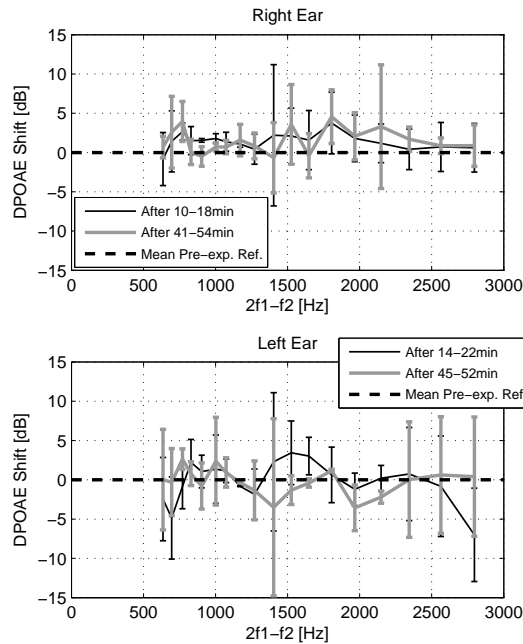 Right Ear
15
10
5
0
−5
−10
−15
DPOAE Shift [dB]
After 10−18min
After 41−54min
Mean Pre−exp. Ref.
0 500 1000 1500 2000 2500 3000
2f1−f2 [Hz]
Left Ear
15
10
5
0
−5
−10
−15
DPOAE Shift [dB]
After 14−22min
After 45−52min
Mean Pre−exp. Ref
0 500 1000 1500 2000 2500 3000
2f1−f2 [Hz]